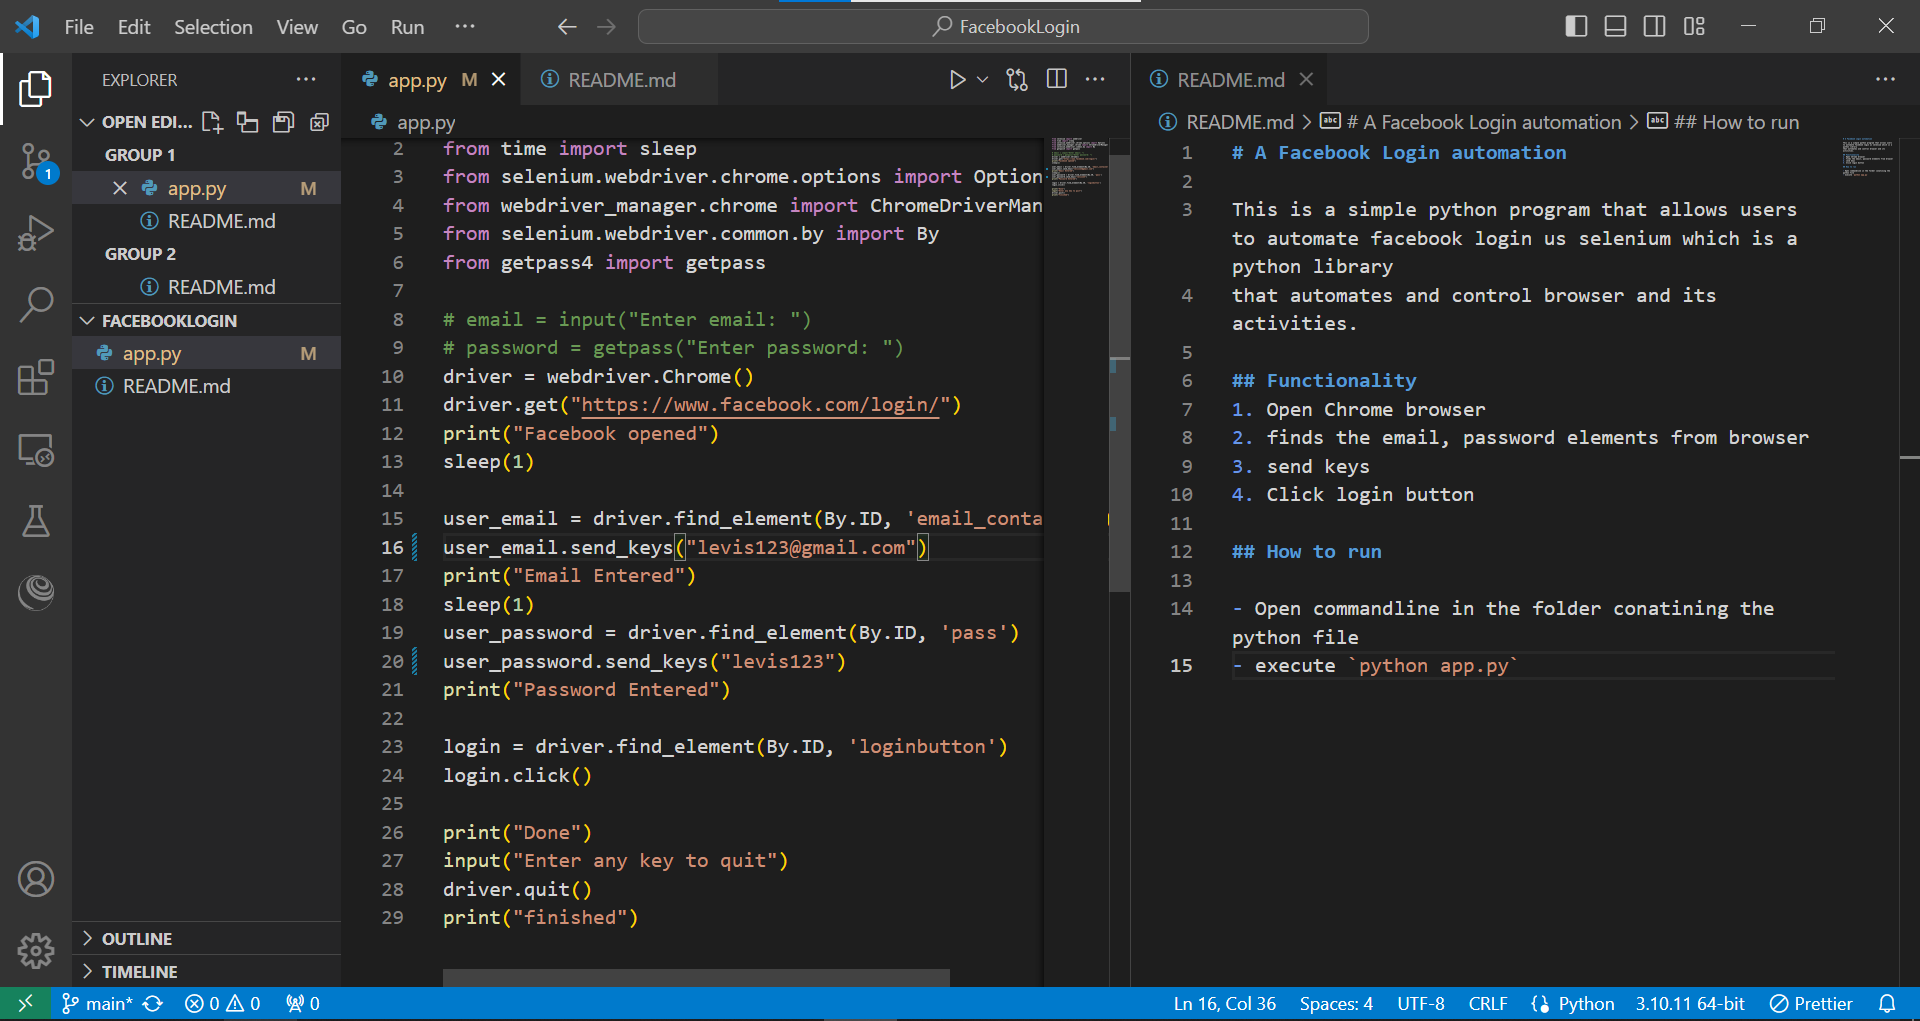 File Edit Selection View Go Run ···
FacebookLogin
EXPLORER
OPEN EDI...
GROUP 1
app.py M
README.md
GROUP 2
README.md
FACEBOOKLOGIN
app.py M
README.md
OUTLINE
TIMELINE
1
app.py M
README.md
app.py
2 from time import sleep
3 from selenium.webdriver.chrome.options import Option
4 from webdriver_manager.chrome import ChromeDriverMan
5 from selenium.webdriver.common.by import By
6 from getpass4 import getpass
7
8 # email = input("Enter email: ")
9 # password = getpass("Enter password: ")
10 driver = webdriver.Chrome()
11 driver.get("https://www.facebook.com/login/")
12 print("Facebook opened")
13 sleep(1)
14
15 user_email = driver.find_element(By.ID, 'email_conta
16 user_email.send_keys("levis123@gmail.com")
17 print("Email Entered")
18 sleep(1)
19 user_password = driver.find_element(By.ID, 'pass')
20 user_password.send_keys("levis123")
21 print("Password Entered")
22
23 login = driver.find_element(By.ID, 'loginbutton')
24 login.click()
25
26 print("Done")
27 input("Enter any key to quit")
28 driver.quit()
29 print("finished")
README.md
README.md > # A Facebook Login automation > ## How to run
1 # A Facebook Login automation
2
3 This is a simple python program that allows users
to automate facebook login us selenium which is a
python library
4 that automates and control browser and its
activities.
5
6 ## Functionality
7 1. Open Chrome browser
8 2. finds the email, password elements from browser
9 3. send keys
10 4. Click login button
11
12 ## How to run
13
14 - Open commandline in the folder conatining the
python file
15 - execute `python app.py`
main* 0 0 0 Ln 16, Col 36 Spaces: 4 UTF-8 CRLF Python 3.10.11 64-bit Prettier